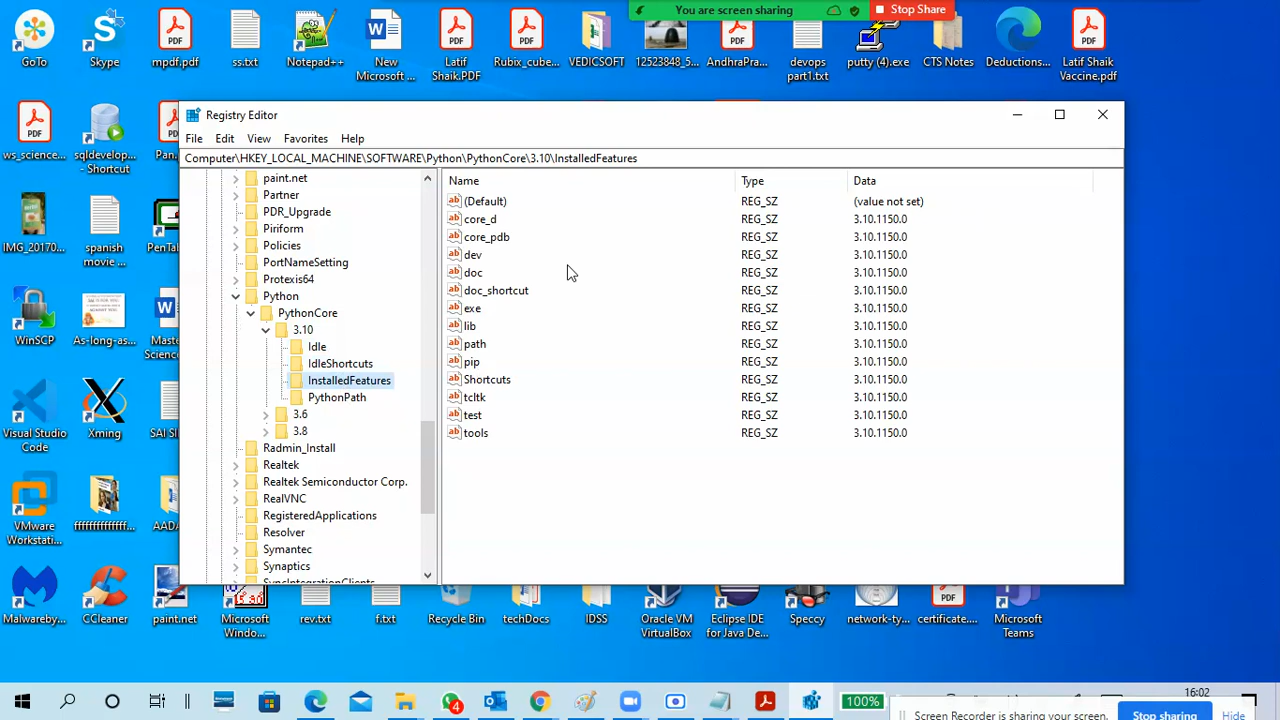 You are screen sharing
Stop Share
GoTo
Skype
mpdf.pdf
ss.txt
Notepad++
New
Microsoft ...
Latif
Shaik.PDF
Rubix_cube...
VEDICSOFT
12523848_5...
AndhraPra...
devops
part1.txt
putty (4).exe
CTS Notes
Deductions...
Latif Shaik
Vaccine.pdf
ws_science...
sqldevelop...
- Shortcut
Pan.
IMG_20170...
spanish
movie ...
PenTab
WinSCP
As-long-as...
Mast
Scienc
Visual Studio
Code
Xming
SAI SI
VMware
Workstati...
ffffffffffffff...
AADA
Registry Editor
File Edit View Favorites Help
Computer\HKEY_LOCAL_MACHINE\SOFTWARE\Python\PythonCore\3.10\InstalledFeatures
paint.net
Partner
PDR_Upgrade
Piriform
Policies
PortNameSetting
Protexis64
Python
PythonCore
3.10
Idle
IdleShortcuts
InstalledFeatures
PythonPath
3.6
3.8
Radmin_Install
Realtek
Realtek Semiconductor Corp.
RealVNC
RegisteredApplications
Resolver
Symantec
Synaptics
SyncIntegrationClients
Name Type Data
(Default) REG_SZ (value not set)
core_d REG_SZ 3.10.1150.0
core_pdb REG_SZ 3.10.1150.0
dev REG_SZ 3.10.1150.0
doc REG_SZ 3.10.1150.0
doc_shortcut REG_SZ 3.10.1150.0
exe REG_SZ 3.10.1150.0
lib REG_SZ 3.10.1150.0
path REG_SZ 3.10.1150.0
pip REG_SZ 3.10.1150.0
Shortcuts REG_SZ 3.10.1150.0
tcltk REG_SZ 3.10.1150.0
test REG_SZ 3.10.1150.0
tools REG_SZ 3.10.1150.0
Malwareby...
CCleaner
paint.net
Microsoft
Windo...
rev.txt
f.txt
Recycle Bin
techDocs
IDSS
Oracle VM
VirtualBox
Eclipse IDE
for Java De...
Speccy
network-ty...
certificate....
Microsoft
Teams
4
100%
16:02
Screen Recorder is sharing your screen.
Stop sharing
Hide